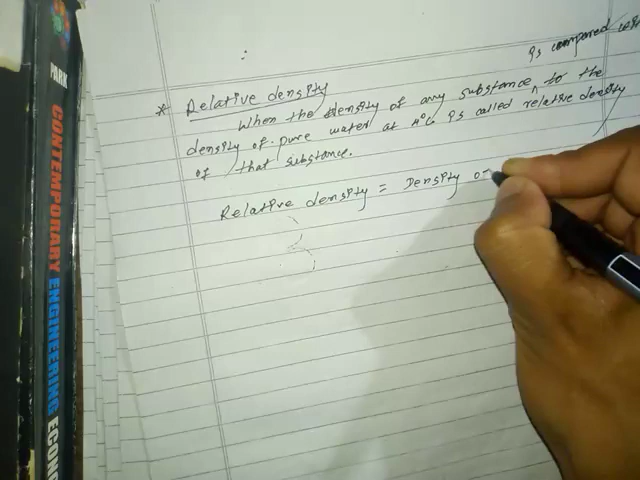 PARK
CONTEMPORARY ENGINEERING ECONO
is compared with
* Relative density
When the density of any substance ^ to the
density of pure water at 4°C is called relative density
of that substance.
Relative density = Density o